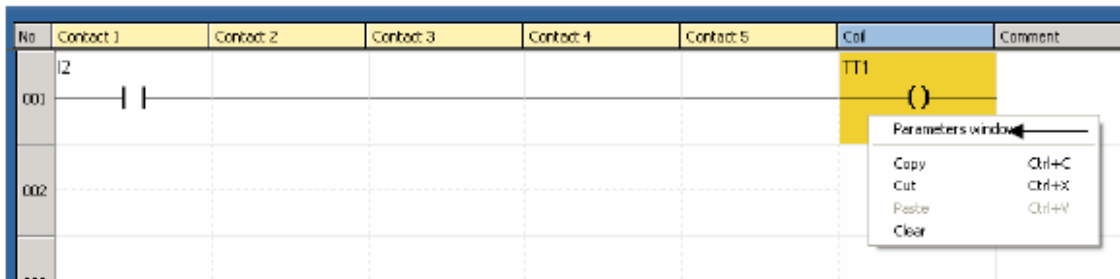 No Contact 1 Contact 2 Contact 3 Contact 4 Contact 5 Coil Comment
I2 TT1
001
Parameters window
Copy Ctrl+C
Cut Ctrl+X
002
Paste Ctrl+V
Clear